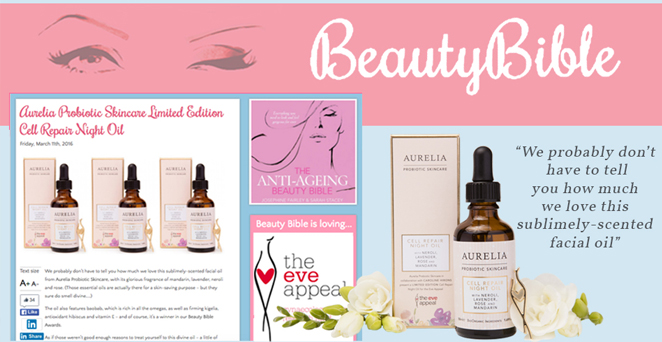 BeautyBible
Aurelia Probiotic Skincare Limited Edition
Cell Repair Night Oil
Friday, March 11th, 2016
Text size
A- A+
34
Like
Share
We probably don't have to tell you how much we love this sublimely-scented facial oil
from Aurelia Probiotic Skincare, with its glorious fragrance of mandarin, lavender, neroli
and rose. (Those essential oils are actually there for a skin-saving purpose - but they
sure do smell divine...)
The oil also features baobab, which is rich in all the omegas, as well as firming kigelia,
antioxidant hibiscus and vitamin E – and of course, it's a winner in our Beauty Bible
Awards.
As if those weren't good enough reasons to treat yourself to this divine oil – a little of
THE
ANTI-AGEING
BEAUTY BIBLE
Beauty Bible is loving...
the
eve
appeal
AURELIA
PROBIOTIC SKINCARE
CELL REPAIR
NIGHT OIL
WITH NEROLI,
LAVENDER,
ROSE AND
MANDARIN
the eve
appeal
AURELIA
PROBIOTIC SKINCARE
CELL REPAIR
NIGHT OIL
WITH NEROLI,
LAVENDER,
ROSE AND
MANDARIN
“We probably don't
have to tell
you how much
we love this
sublimely-scented
facial oil"